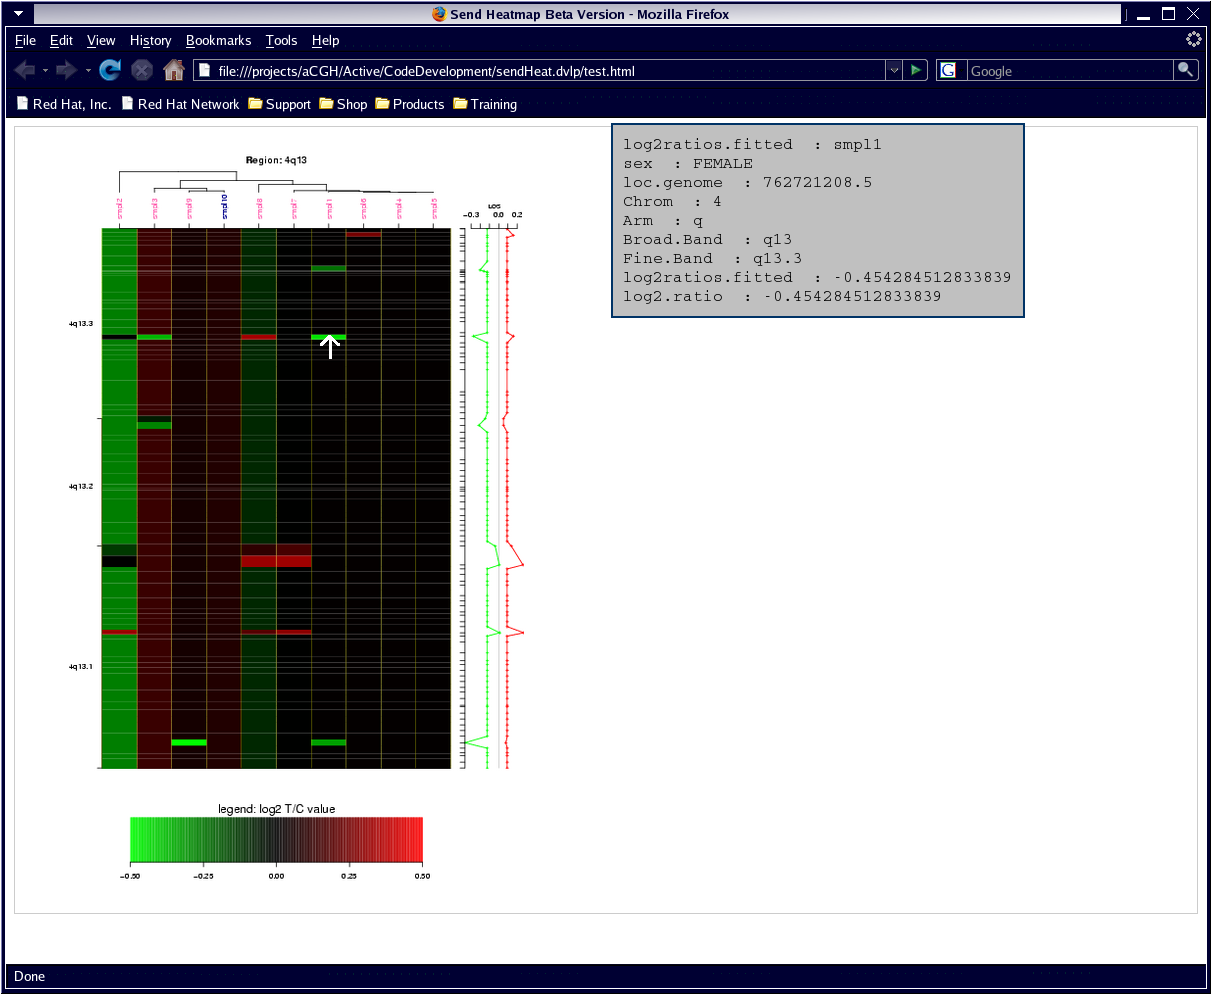 Send Heatmap Beta Version - Mozilla Firefox
File Edit View History Bookmarks Tools Help
file:///projects/aCGH/Active/CodeDevelopment/sendHeat.dvlp/test.html
G Google
Red Hat, Inc. Red Hat Network Support Shop Products Training
Region: 4q13
smpl2 smpl3 smpl9 smpl10 smpl8 smpl7 smpl1 smpl6 smpl4 smpl5
LOS
-0.3 0.0 0.2
4q13.3
4q13.2
4q13.1
log2ratios.fitted : smpl1
sex : FEMALE
loc.genome : 762721208.5
Chrom : 4
Arm : q
Broad.Band : q13
Fine.Band : q13.3
log2ratios.fitted : -0.454284512833839
log2.ratio : -0.454284512833839
legend: log2 T/C value
-0.50 -0.25 0.00 0.25 0.50
Done